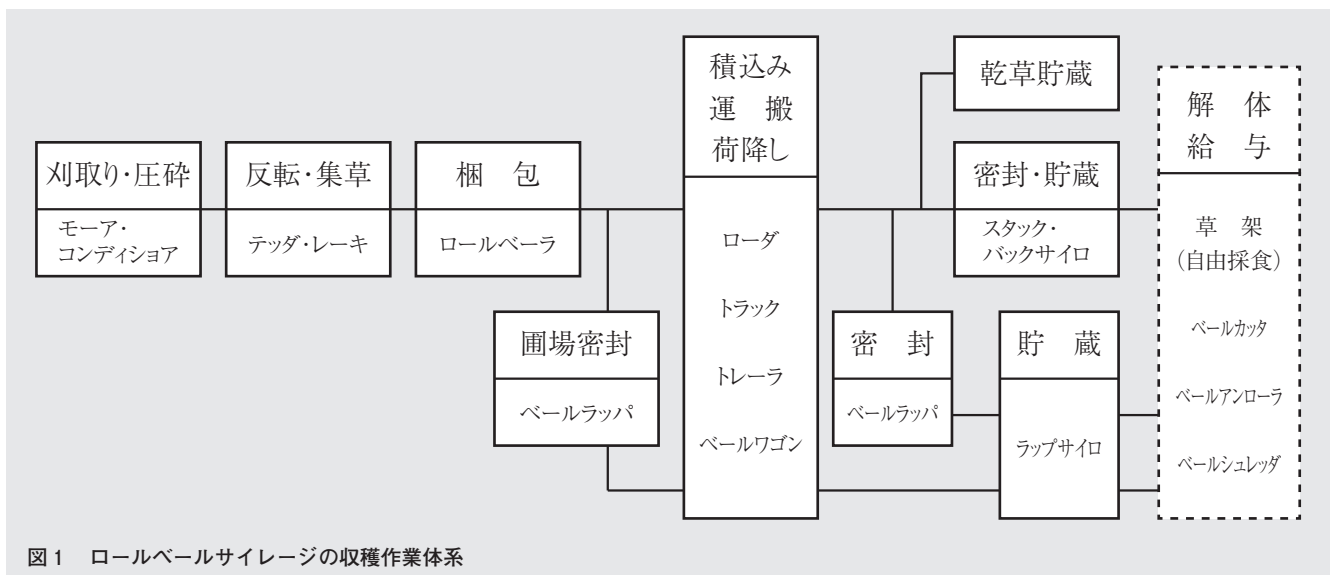 刈取り・圧砕
モーア・
コンディショア
反転・集草
テッダ・レーキ
梱　包
ロールベーラ
圃場密封
ベールラッパ
積込み
運　搬
荷降し
ローダ
トラック
トレーラ
ベールワゴン
乾草貯蔵
密封・貯蔵
スタック・
バックサイロ
密　封
ベールラッパ
貯　蔵
ラップサイロ
解　体
給　与
草　架
（自由採食）
ベールカッタ
ベールアンローラ
ベールシュレッダ
図1　ロールベールサイレージの収穫作業体系